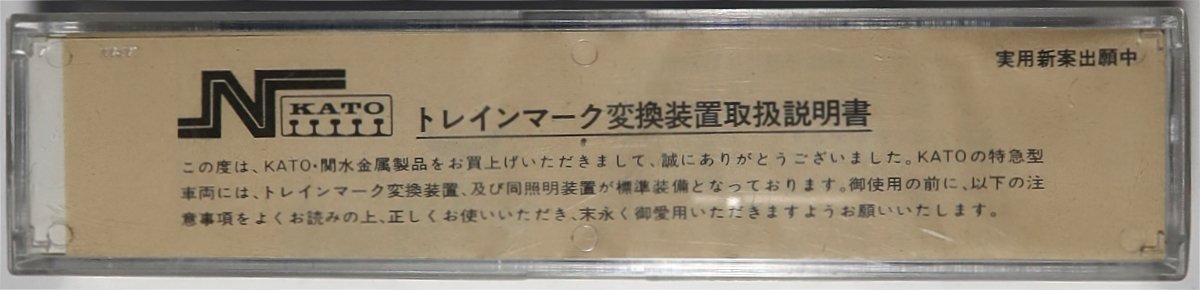 実用新案出願中
N KATO
トレインマーク変換装置取扱説明書
この度は、KATO・関水金属製品をお買上げいただきまして、誠にありがとうございました。KATOの特急型
車両には、トレインマーク変換装置、及び同照明装置が標準装備となっております。御使用の前に、以下の注
意事項をよくお読みの上、正しくお使いいただき、末永く御愛用いただきますようお願いいたします。